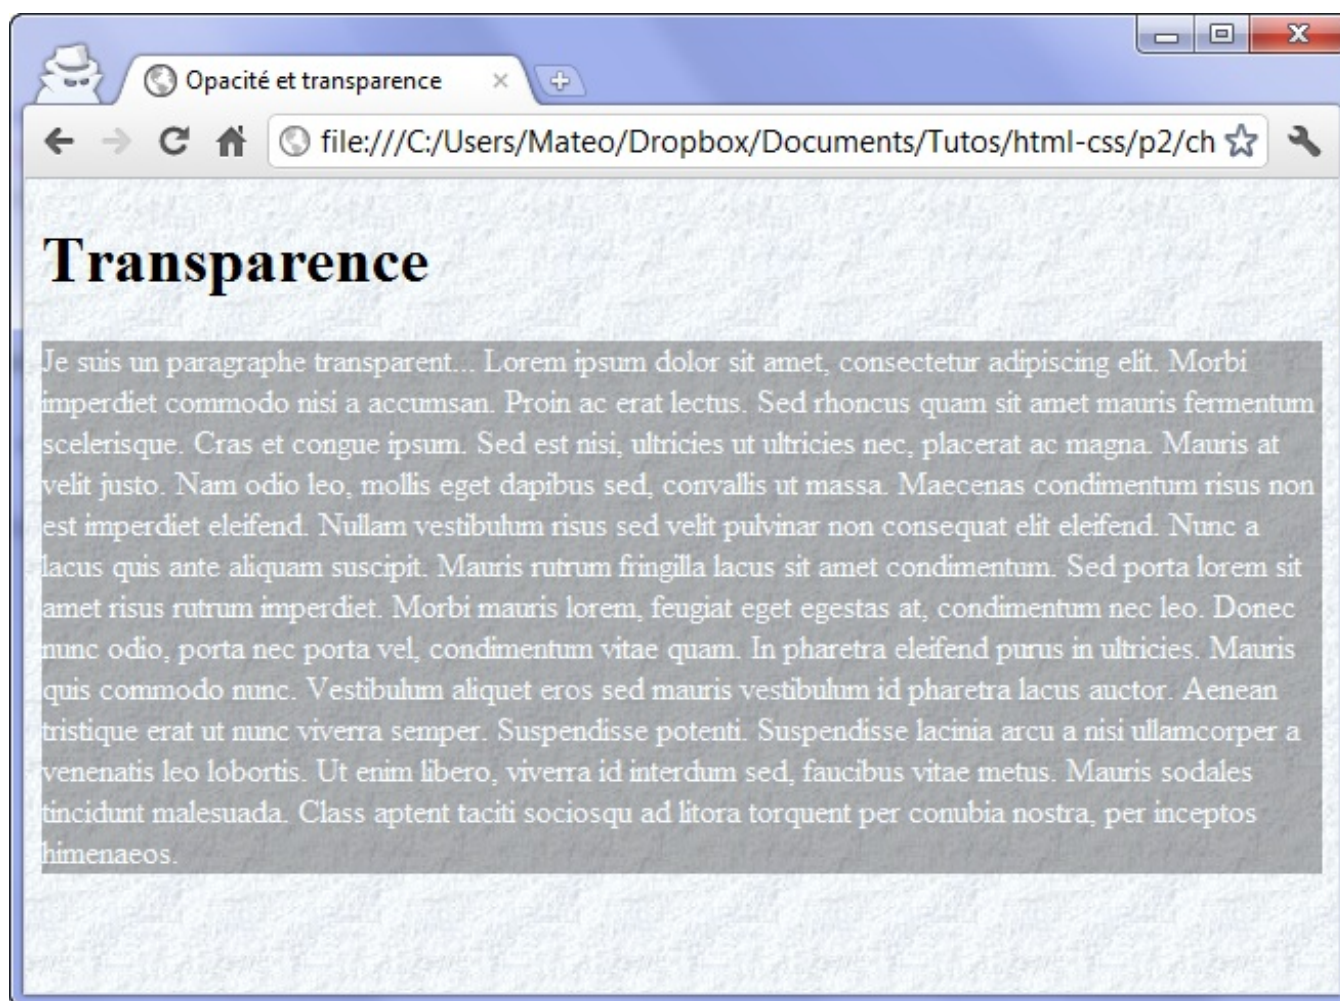 Opacité et transparence
file:///C:/Users/Mateo/Dropbox/Documents/Tutos/html-css/p2/ch
Transparence
Je suis un paragraphe transparent... Lorem ipsum dolor sit amet, consectetur adipiscing elit. Morbi
imperdiet commodo nisi a accumsan. Proin ac erat lectus. Sed rhoncus quam sit amet mauris fermentum
scelerisque. Cras et congue ipsum. Sed est nisi, ultricies ut ultricies nec, placerat ac magna. Mauris at
velit justo. Nam odio leo, mollis eget dapibus sed, convallis ut massa. Maecenas condimentum risus non
est imperdiet eleifend. Nullam vestibulum risus sed velit pulvinar non consequat elit eleifend. Nunc a
lacus quis ante aliquam suscipit. Mauris rutrum fringilla lacus sit amet condimentum. Sed porta lorem sit
amet risus rutrum imperdiet. Morbi mauris lorem, feugiat eget egestas at, condimentum nec leo. Donec
nunc odio, porta nec porta vel, condimentum vitae quam. In pharetra eleifend purus in ultricies. Mauris
quis commodo nunc. Vestibulum aliquet eros sed mauris vestibulum id pharetra lacus auctor. Aenean
tristique erat ut nunc viverra semper. Suspendisse potenti. Suspendisse lacinia arcu a nisi ullamcorper a
venenatis leo lobortis. Ut enim libero, viverra id interdum sed, faucibus vitae metus. Mauris sodales
tincidunt malesuada. Class aptent taciti sociosqu ad litora torquent per conubia nostra, per inceptos
himenaeos.